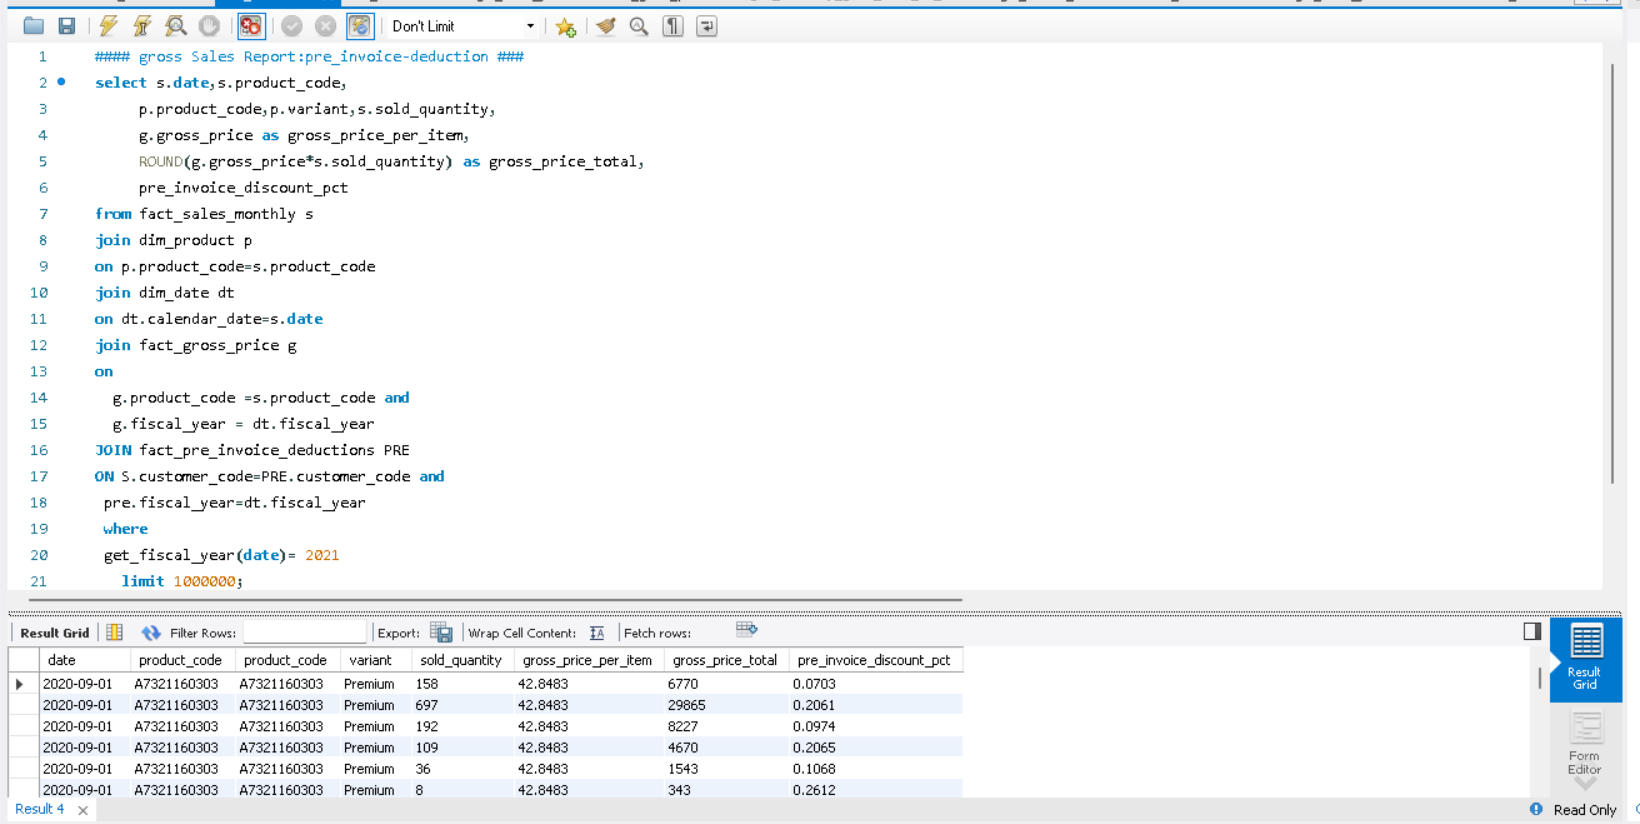 Don't Limit
1 #### gross Sales Report:pre_invoice-deduction ###
2 select s.date,s.product_code,
3 p.product_code,p.variant,s.sold_quantity,
4 g.gross_price as gross_price_per_item,
5 ROUND(g.gross_price*s.sold_quantity) as gross_price_total,
6 pre_invoice_discount_pct
7 from fact_sales_monthly s
8 join dim_product p
9 on p.product_code=s.product_code
10 join dim_date dt
11 on dt.calendar_date=s.date
12 join fact_gross_price g
13 on
14 g.product_code =s.product_code and
15 g.fiscal_year = dt.fiscal_year
16 JOIN fact_pre_invoice_deductions PRE
17 ON S.customer_code=PRE.customer_code and
18 pre.fiscal_year=dt.fiscal_year
19 where
20 get_fiscal_year(date)= 2021
21 limit 1000000;
Result Grid Filter Rows: Export: Wrap Cell Content: IA Fetch rows:
date product_code product_code variant sold_quantity gross_price_per_item gross_price_total pre_invoice_discount_pct
2020-09-01 A7321160303 A7321160303 Premium 158 42.8483 6770 0.0703
2020-09-01 A7321160303 A7321160303 Premium 697 42.8483 29865 0.2061
2020-09-01 A7321160303 A7321160303 Premium 192 42.8483 8227 0.0974
2020-09-01 A7321160303 A7321160303 Premium 109 42.8483 4670 0.2065
2020-09-01 A7321160303 A7321160303 Premium 36 42.8483 1543 0.1068
2020-09-01 A7321160303 A7321160303 Premium 8 42.8483 343 0.2612
Result
Grid
Form
Editor
Result 4
Read Only